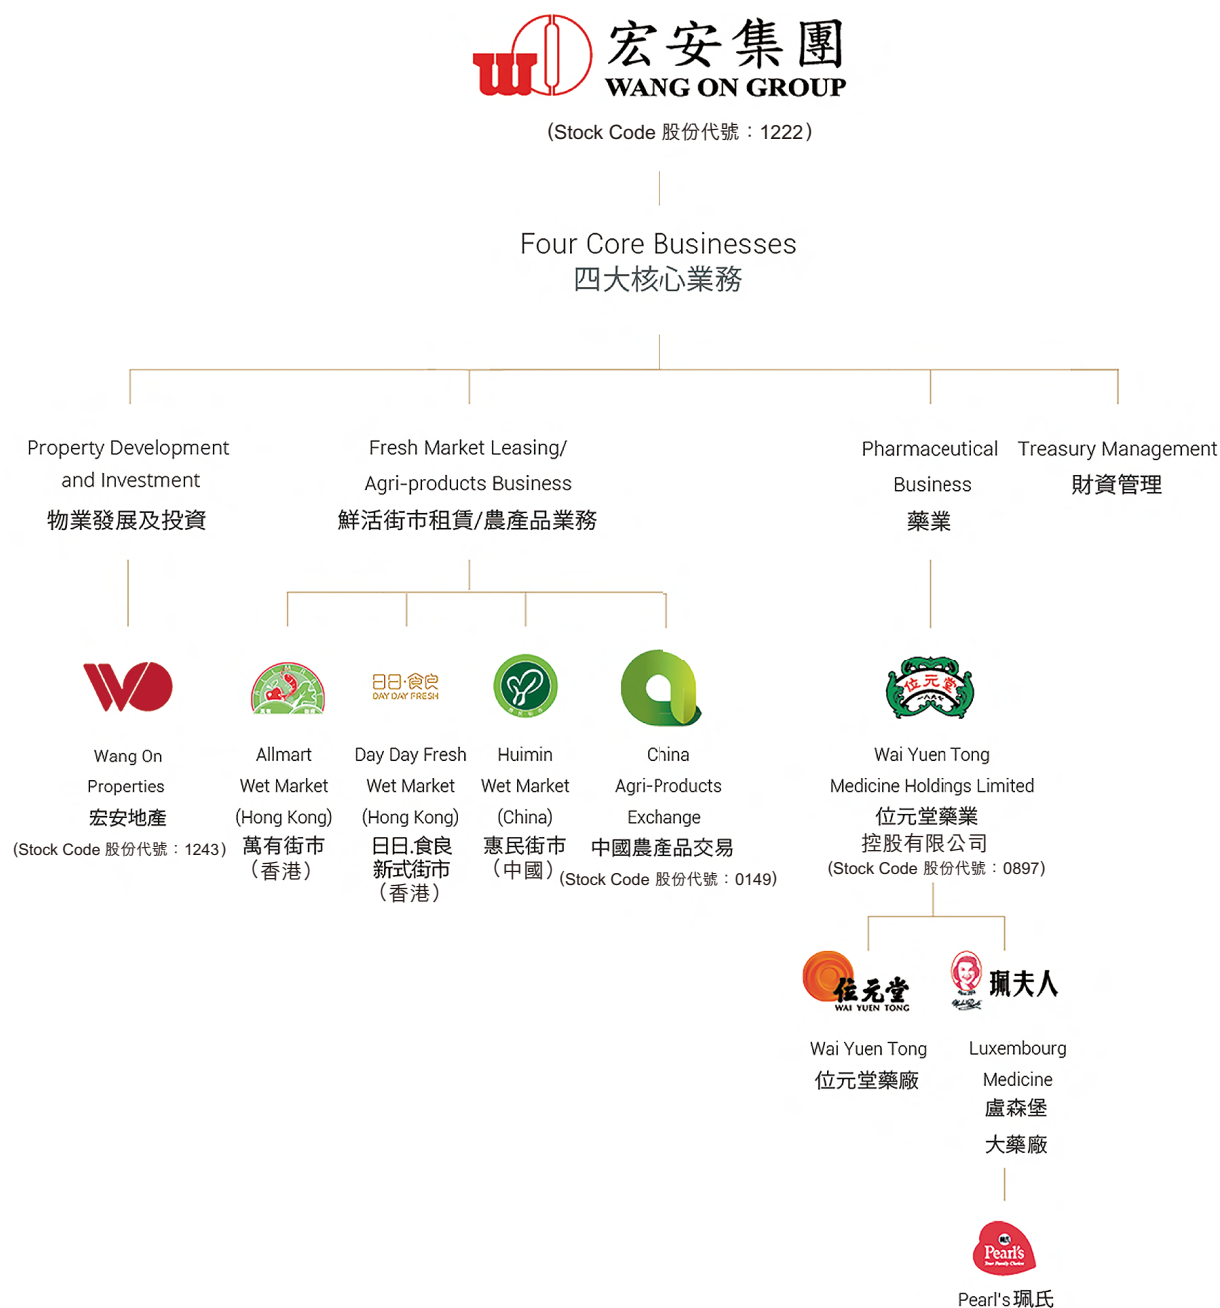 宏安集團
WANG ON GROUP
(Stock Code 股份代號：1222)
Four Core Businesses
四大核心業務
Property Development
and Investment
物業發展及投資
Fresh Market Leasing/
Agri-products Business
鮮活街市租賃/農產品業務
Pharmaceutical
Business
藥業
Treasury Management
財資管理
Wang On
Properties
宏安地產
(Stock Code 股份代號：1243)
Allmart
Wet Market
(Hong Kong)
萬有街市
（香港）
日日·食良
DAY DAY FRESH
Day Day Fresh
Wet Market
(Hong Kong)
日日.食良
新式街市
（香港）
Huimin
Wet Market
(China)
惠民街市
（中國）
China
Agri-Products
Exchange
中國農產品交易
(Stock Code 股份代號：0149)
位元堂
一八九七
Wai Yuen Tong
Medicine Holdings Limited
位元堂藥業
控股有限公司
(Stock Code 股份代號：0897)
位元堂
WAI YUEN TONG
Wai Yuen Tong
位元堂藥廠
珮夫人
Luxembourg
Medicine
盧森堡
大藥廠
Pearl's
Your Family Choice
Pearl's 珮氏